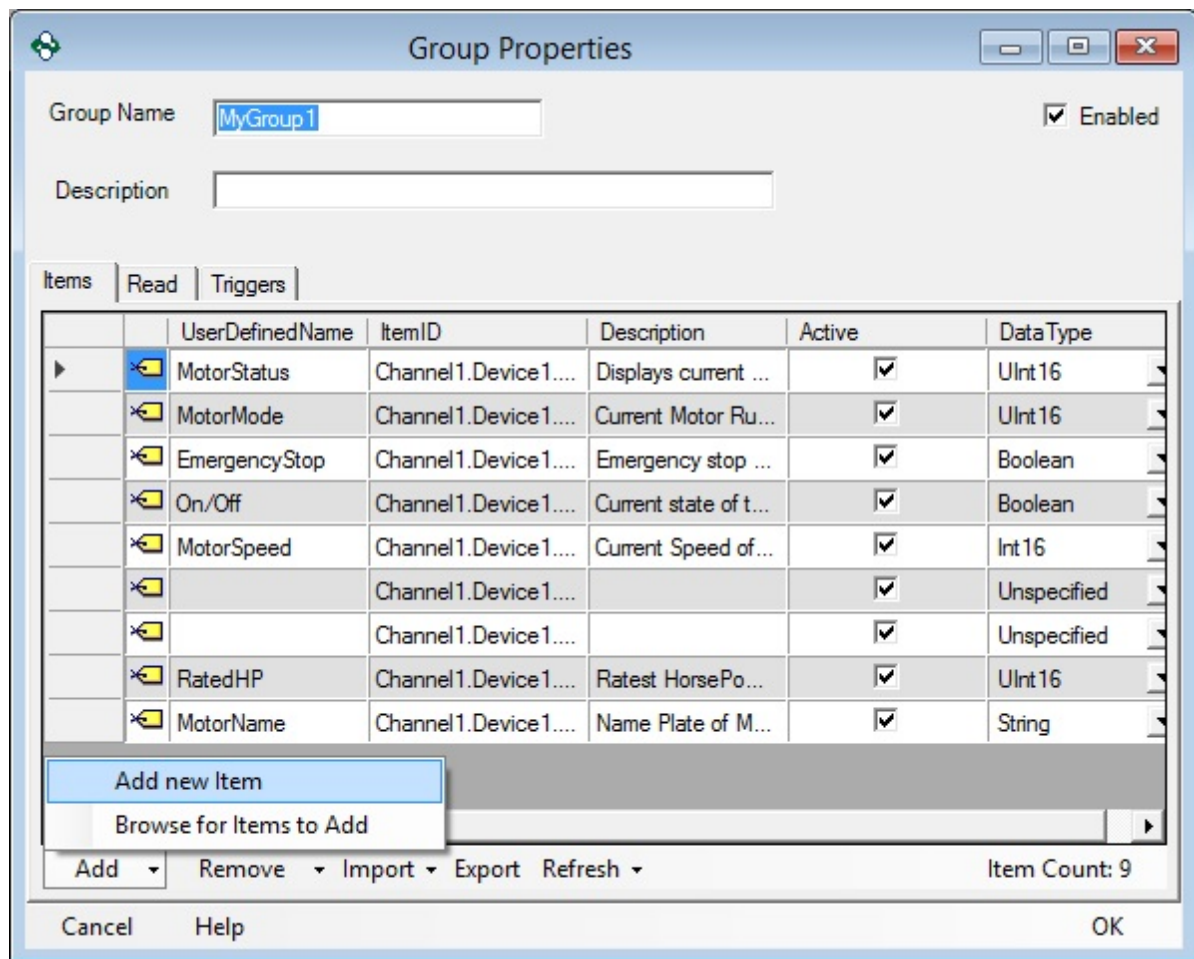 Group Properties
Group Name MyGroup1 Enabled
Description
Items Read Triggers
UserDefinedName ItemID Description Active DataType
MotorStatus Channel1.Device1.... Displays current ... UInt16
MotorMode Channel1.Device1.... Current Motor Ru... UInt16
EmergencyStop Channel1.Device1.... Emergency stop ... Boolean
On/Off Channel1.Device1.... Current state of t... Boolean
MotorSpeed Channel1.Device1.... Current Speed of... Int16
Channel1.Device1.... Unspecified
Channel1.Device1.... Unspecified
RatedHP Channel1.Device1.... Ratest HorsePo... UInt16
MotorName Channel1.Device1.... Name Plate of M... String
Add new Item
Browse for Items to Add
Add Remove Import Export Refresh Item Count: 9
Cancel Help OK